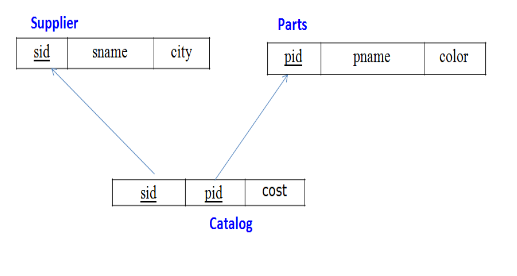 Supplier
sid sname city
Parts
pid pname color
sid pid cost
Catalog